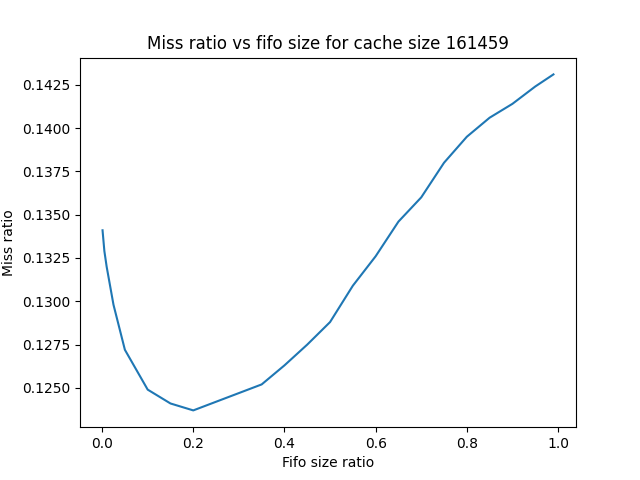 Miss ratio vs fifo size for cache size 161459
0.1425
0.1400
0.1375
0.1350
0.1325
0.1300
0.1275
0.1250
Miss ratio
0.0 0.2 0.4 0.6 0.8 1.0
Fifo size ratio